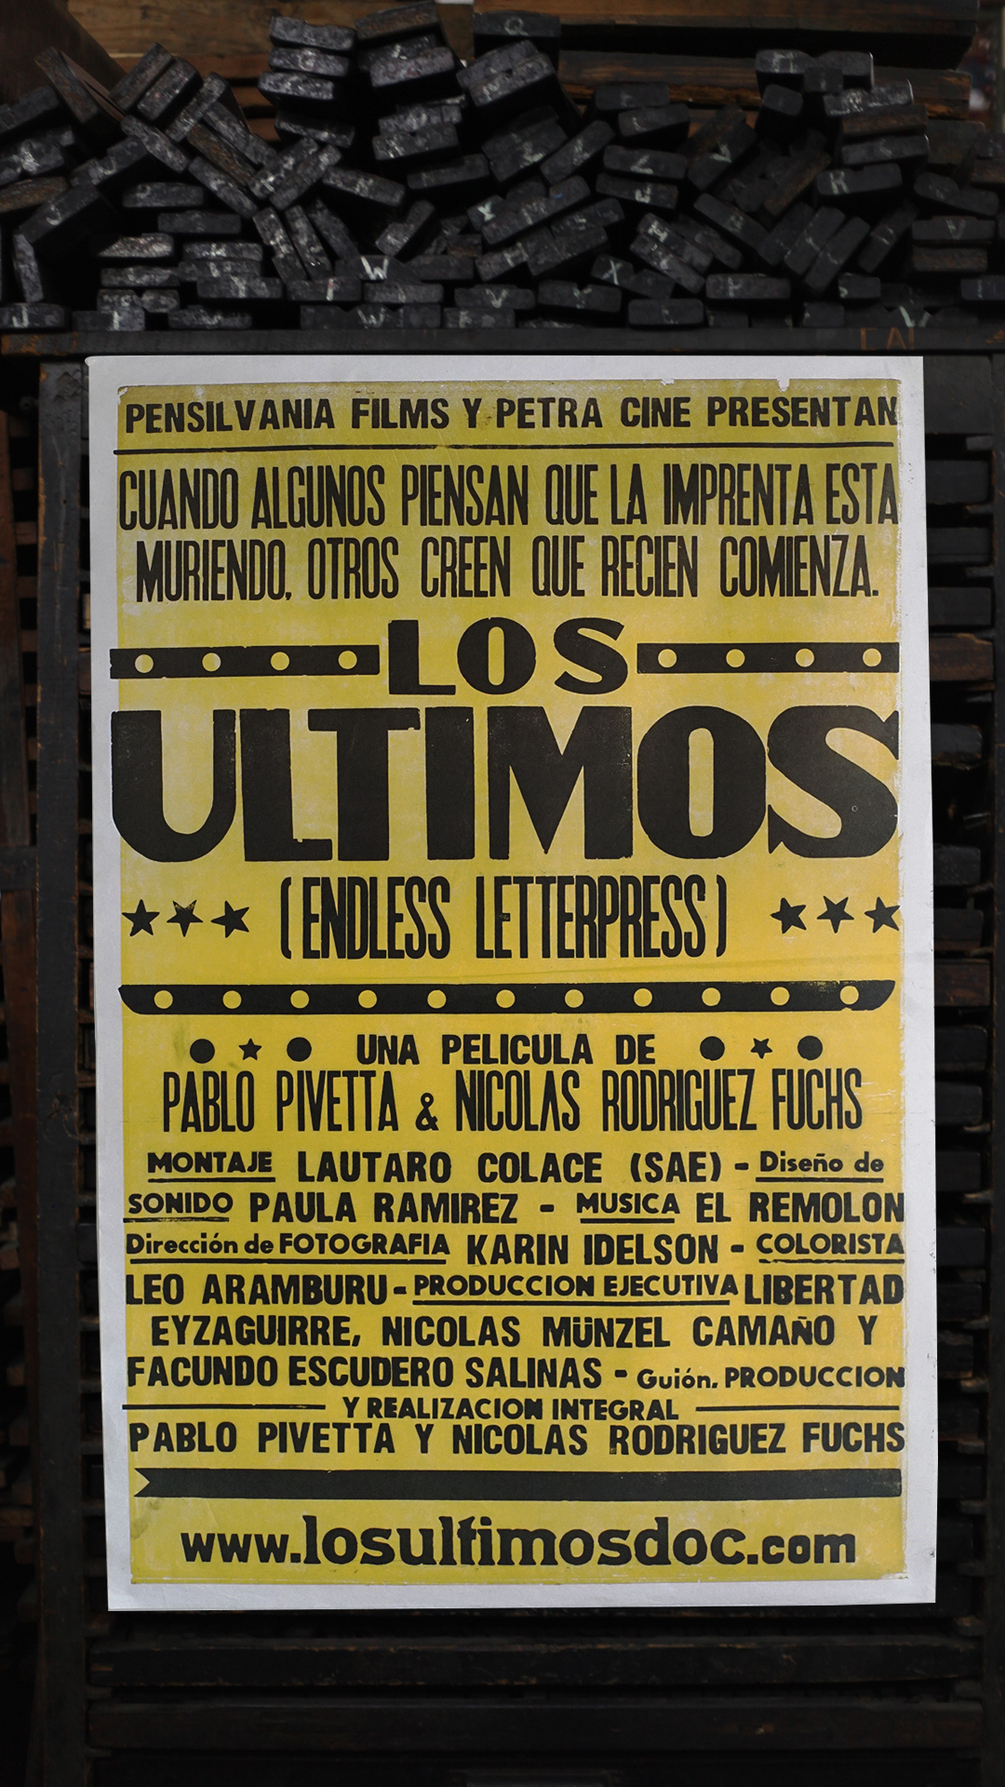 PENSILVANIA FILMS Y PETRA CINE PRESENTAN
CUANDO ALGUNOS PIENSAN QUE LA IMPRENTA ESTA
MURIENDO, OTROS CREEN QUE RECIEN COMIENZA.
LOS
ULTIMOS
(ENDLESS LETTERPRESS)
UNA PELICULA DE
PABLO PIVETTA & NICOLAS RODRIGUEZ FUCHS
MONTAJE LAUTARO COLACE (SAE) - Diseño de
SONIDO PAULA RAMIREZ - MUSICA EL REMOLON
Dirección de FOTOGRAFIA KARIN IDELSON - COLORISTA
LEO ARAMBURU - PRODUCCION EJECUTIVA LIBERTAD
EYZAGUIRRE, NICOLAS MÜNZEL CAMAÑO Y
FACUNDO ESCUDERO SALINAS - Guión, PRODUCCION
Y REALIZACION INTEGRAL
PABLO PIVETTA Y NICOLAS RODRIGUEZ FUCHS
www.losultimosdoc.com